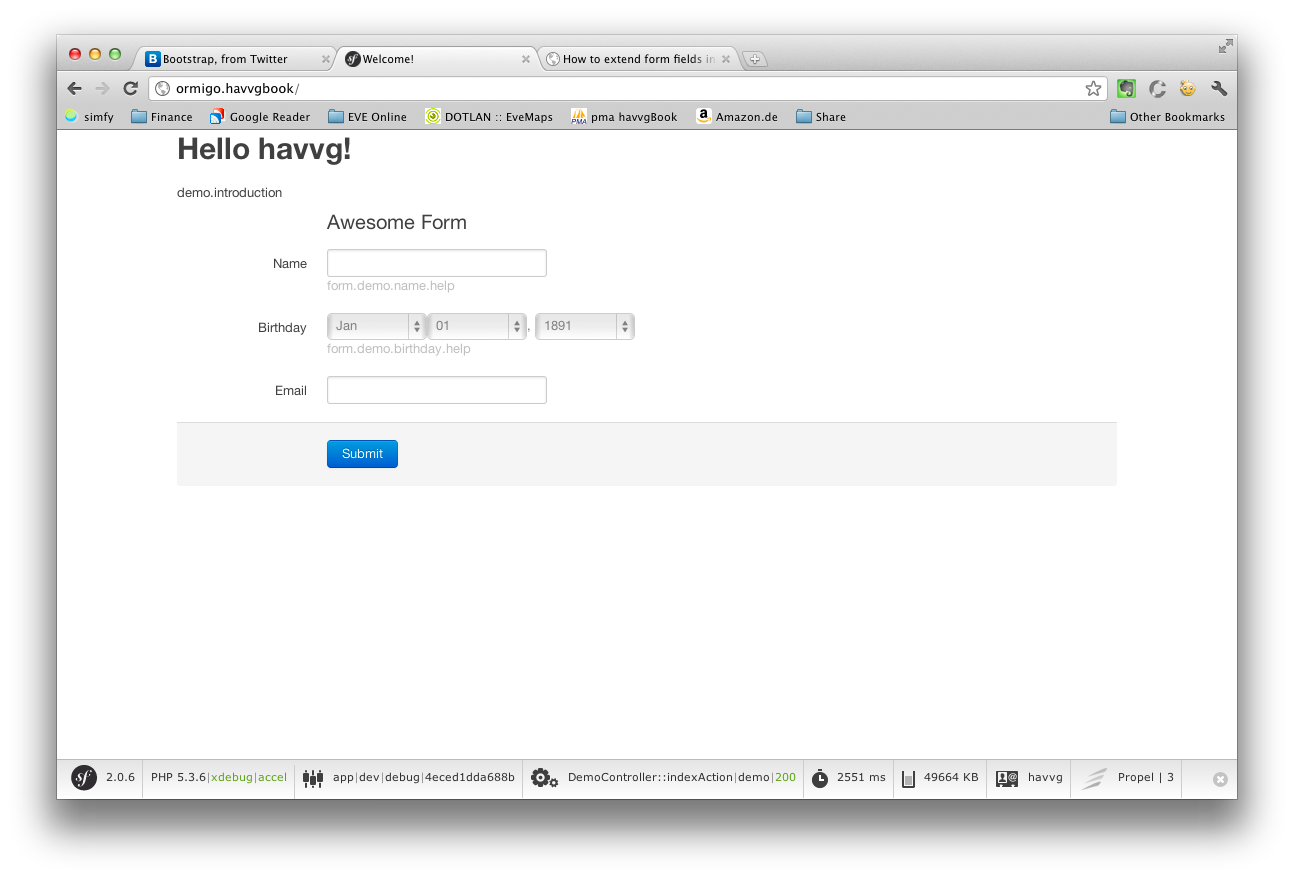 Bootstrap, from Twitter
Welcome!
How to extend form fields in
ormigo.havvgbook/
simfy Finance Google Reader EVE Online DOTLAN :: EveMaps PMA pma havvgBook a Amazon.de Share Other Bookmarks
Hello havvg!
demo.introduction
Awesome Form
Name
form.demo.name.help
Birthday Jan 01 , 1891
form.demo.birthday.help
Email
Submit
sf 2.0.6 PHP 5.3.6|xdebug|accel app|dev|debug|4eced1dda688b DemoController::indexAction|demo|200 2551 ms 49664 KB havvg Propel | 3